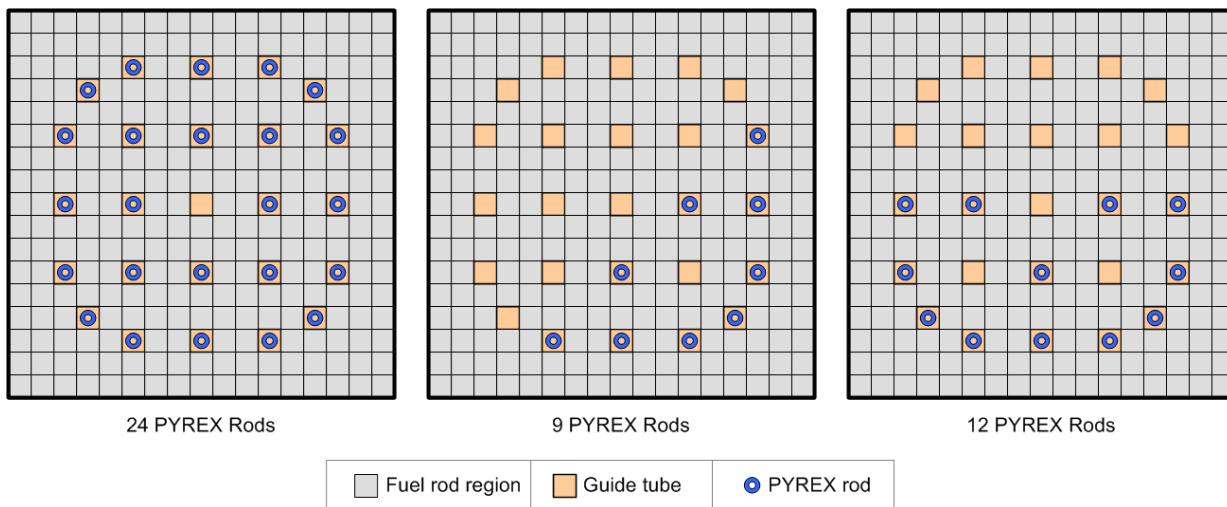 24 PYREX Rods
9 PYREX Rods
12 PYREX Rods
Fuel rod region
Guide tube
PYREX rod